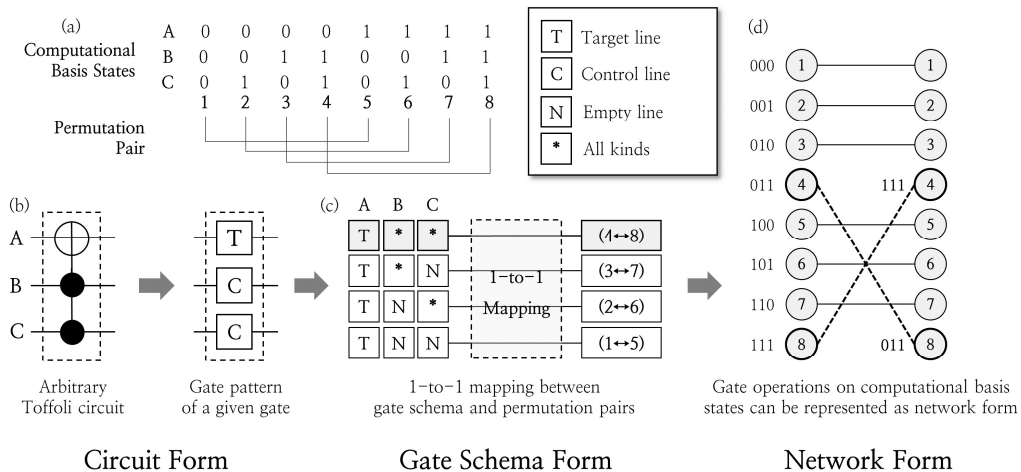 (a)
Computational
Basis States
A 0 0 0 0 1 1 1 1
B 0 0 1 1 0 0 1 1
C 0 1 0 1 0 1 0 1
1 2 3 4 5 6 7 8
Permutation
Pair
T Target line
C Control line
N Empty line
* All kinds
(d)
000 1 1
001 2 2
010 3 3
011 4 111 4
100 5 5
101 6 6
110 7 7
111 8 011 8
(b)
A T
B C
C C
Arbitrary
Toffoli circuit
Gate pattern
of a given gate
(c) A B C
T * * (4↔8)
T * N (3↔7)
T N * (2↔6)
T N N (1↔5)
1-to-1
Mapping
1-to-1 mapping between
gate schema and permutation pairs
Gate operations on computational basis
states can be represented as network form
Circuit Form
Gate Schema Form
Network Form